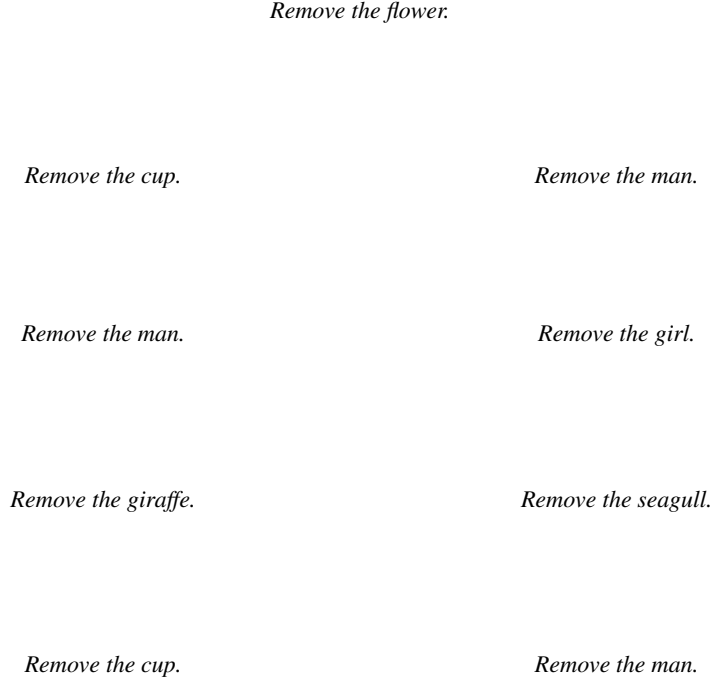 Remove the flower.
Remove the cup.
Remove the man.
Remove the man.
Remove the girl.
Remove the giraffe.
Remove the seagull.
Remove the cup.
Remove the man.